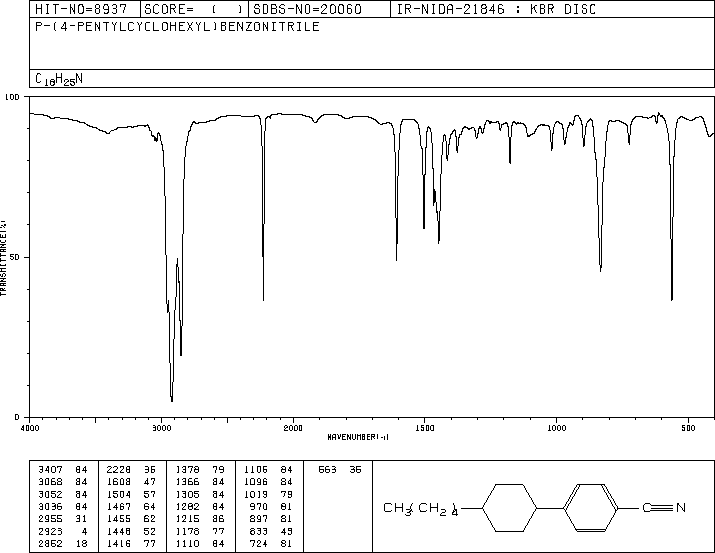 HIT-NO=8937 SCORE= ( ) SDBS-NO=20060 IR-NIDA-21846 : KBR DISC
P-(4-PENTYLCYCLOHEXYL)BENZONITRILE
C18H25N
100
50
0
TRANSMITTANCE(%)
4000 3000 2000 1500 1000 500
WAVENUMBER(-1)
3407 84 2228 36 1378 79 1106 84 563 36
3068 84 1608 47 1366 84 1096 84
3052 84 1504 57 1305 84 1019 79
3036 84 1467 64 1282 84 970 81
2955 31 1455 62 1215 86 897 81
2923 4 1448 52 1178 77 833 43
2852 18 1416 77 1110 84 724 81
CH3(CH2)4 C N